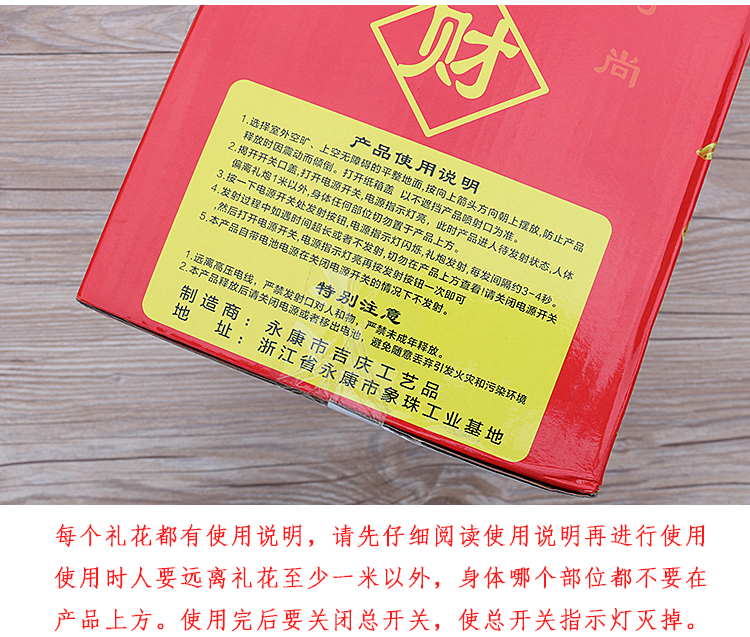 财
尚
产品使用说明
1.选择室外空旷、上空无障碍的平整地面,按向上箭头方向朝上摆放,防止产品
释放时因震动而倾倒。打开纸箱盖 以不遮挡产品喷射口为准。
2.揭开开关口盖,打开电源开关,电源指示灯亮, 此时产品进入待发射状态,人体
偏离礼炮1米以外,身体任何部位切勿置于产品上方。
3.按一下电源开关处发射按钮,电源指示灯闪烁,礼炮发射,每发间隔约3-4秒。
4.发射过程中如遇时间超长或者不发射,切勿在产品上方查看!请关闭电源开关
,然后打开电源开关,电源指示灯亮再按发射按钮一次即可
5.本产品自带电池电源在关闭电源开关的情况下不发射。
特别注意
1.远离高压电线,严禁发射口对人和物,严禁未成年释放。
2.本产品释放后请关闭电源或者移出电池,避免随意丢弃引发火灾和污染环境
制造商:永康市吉庆工艺品
地 址:浙江省永康市象珠工业基地
每个礼花都有使用说明，请先仔细阅读使用说明再进行使用
使用时人要远离礼花至少一米以外，身体哪个部位都不要在
产品上方。使用完后要关闭总开关，使总开关指示灯灭掉。